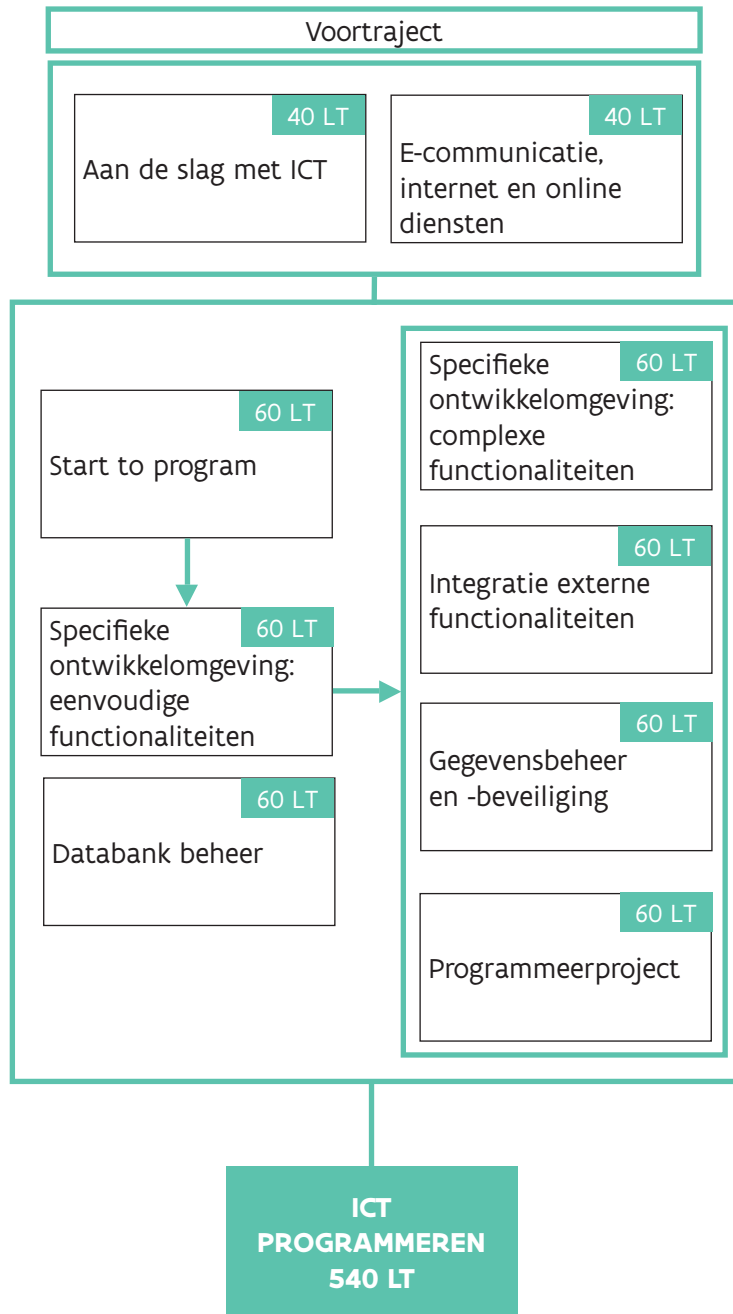 Voortraject
40 LT
Aan de slag met ICT
40 LT
E-communicatie,
internet en online
diensten
60 LT
Start to program
60 LT
Specifieke
ontwikkelomgeving:
eenvoudige
functionaliteiten
60 LT
Databank beheer
60 LT
Specifieke
ontwikkelomgeving:
complexe
functionaliteiten
60 LT
Integratie externe
functionaliteiten
60 LT
Gegevensbeheer
en -beveiliging
60 LT
Programmeerproject
ICT
PROGRAMMEREN
540 LT